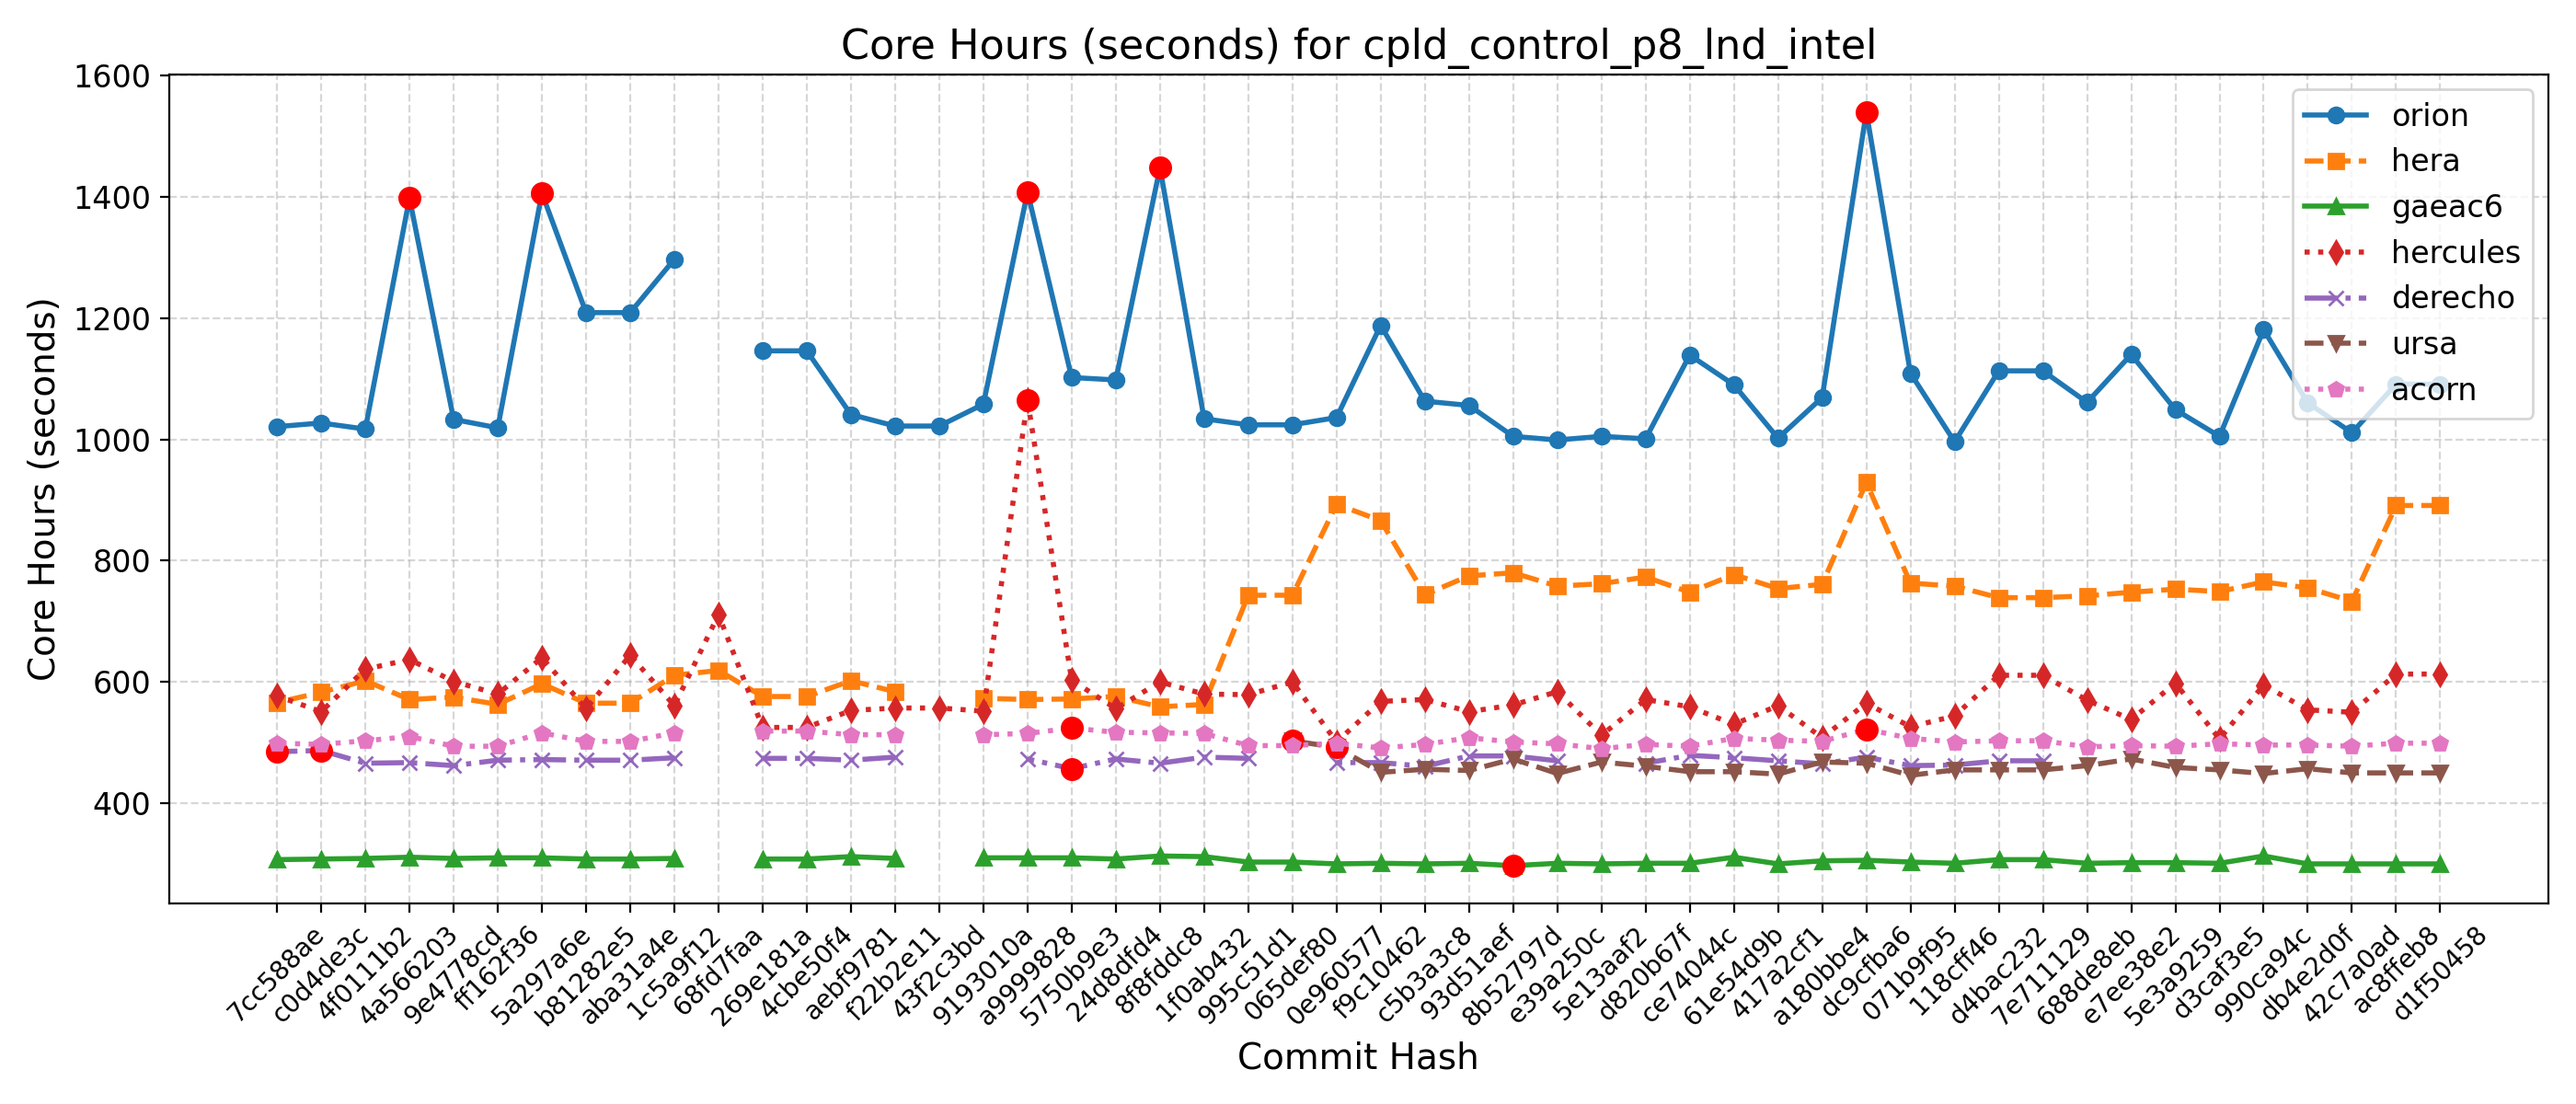 Core Hours (seconds) for cpld_control_p8_lnd_intel
Core Hours (seconds)
1600
1400
1200
1000
800
600
400
orion
hera
gaeac6
hercules
derecho
ursa
acorn
7cc588ae
c0d4de3c
4f0111b2
4a566203
9e4778cd
ff162f36
5a297a6e
b81282e5
aba31a4e
1c5a9f12
68fd7faa
269e181a
4cbe50f4
aebf9781
f22b2e11
43f2c3bd
9193010a
a9999828
5750b9e3
24d8dfd4
8f8fddc8
1f0ab432
995c51d1
065def80
0e960577
f9c10462
c5b3a3c8
93d51aef
8b52797d
e39a250c
5e13aaf2
d820b67f
ce74044c
61e54d9b
417a2cf1
a180bbe4
dc9cfba6
071b9f95
118cff46
d4bac232
7e711129
688de8eb
e7ee38e2
5e3a9259
d3caf3e5
990ca94c
db4e2d0f
42c7a0ad
ac8ffeb8
d1f50458
Commit Hash